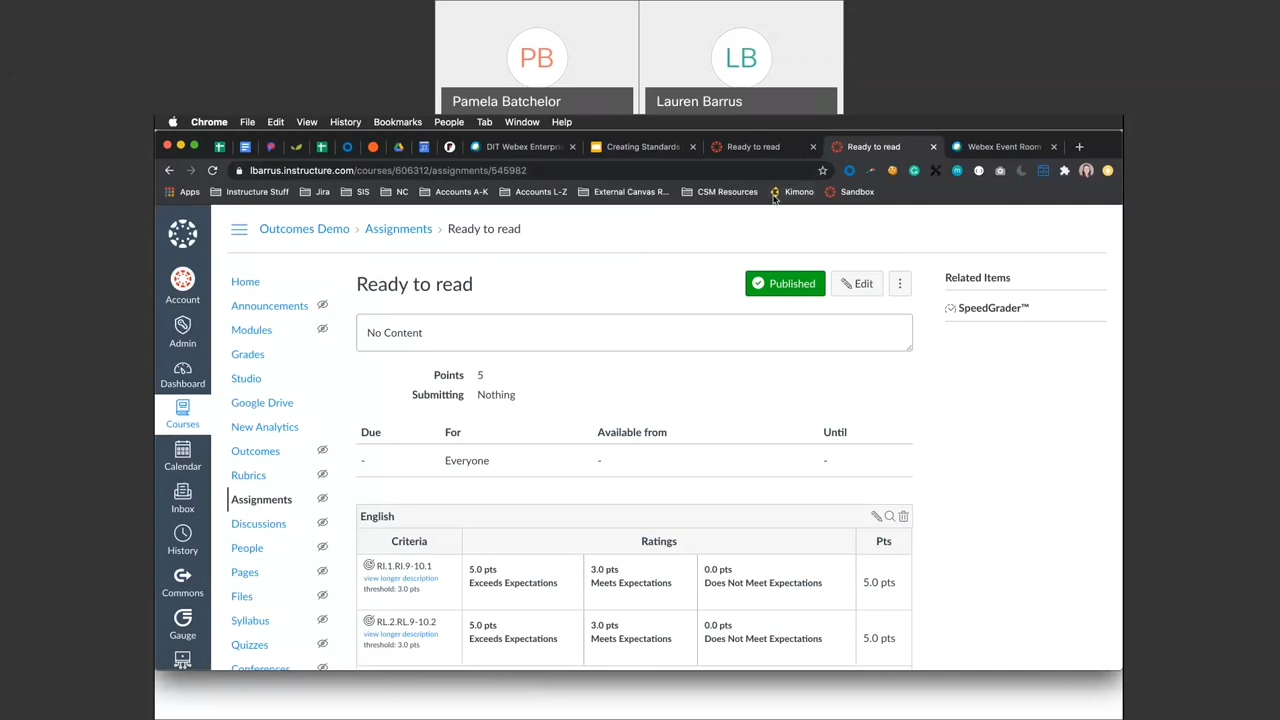 PB
LB
Pamela Batchelor
Lauren Barrus
Chrome File Edit View History Bookmarks People Tab Window Help
DIT Webex Enterpri
Creating Standards
Ready to read
Ready to read
Webex Event Room
lbarrus.instructure.com/courses/606312/assignments/545982
Apps Instructure Stuff Jira SIS NC Accounts A-K Accounts L-Z External Canvas R... CSM Resources Kimono Sandbox
Outcomes Demo › Assignments › Ready to read
Account
Admin
Dashboard
Courses
Calendar
Inbox
History
Commons
Gauge
Home
Announcements
Modules
Grades
Studio
Google Drive
New Analytics
Outcomes
Rubrics
Assignments
Discussions
People
Pages
Files
Syllabus
Quizzes
Conferences
Ready to read
Published
Edit
No Content
Points 5
Submitting Nothing
Due For Available from Until
- Everyone - -
English
Criteria Ratings Pts
RI.1.RI.9-10.1
view longer description
threshold: 3.0 pts
5.0 pts
Exceeds Expectations
3.0 pts
Meets Expectations
0.0 pts
Does Not Meet Expectations
5.0 pts
RL.2.RL.9-10.2
view longer description
threshold: 3.0 pts
5.0 pts
Exceeds Expectations
3.0 pts
Meets Expectations
0.0 pts
Does Not Meet Expectations
5.0 pts
Related Items
SpeedGrader™